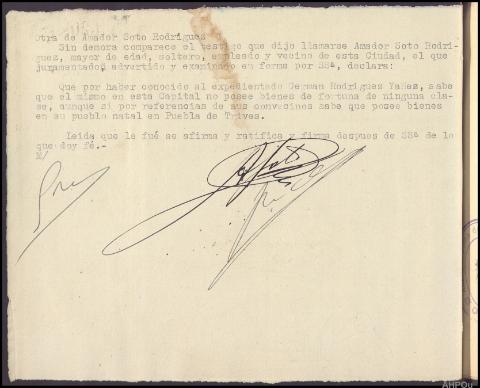 Otra de Amador Soto Rodriguez
Sin demora comparece el testigo que dijo llamarse Amador Soto Rodri-
guez, mayor de edad, soltero, empleado y vecino de esta Ciudad, el que
juramentado, advertido y examinado en forma por SSª, declara:
Que por haber conocido al expedientado German Rodriguez Yañez, sabe
que el mismo en esta Capital no posee bienes de fortuna de ninguna cla-
se, aunque si por referencias de sus convecinos sabe que posee bienes
en su pueblo natal en Puebla de Trives.
Leida que le fué se afirma y ratifica y firma despues de SSª de lo
que doy fé.-
M/
AHPOu